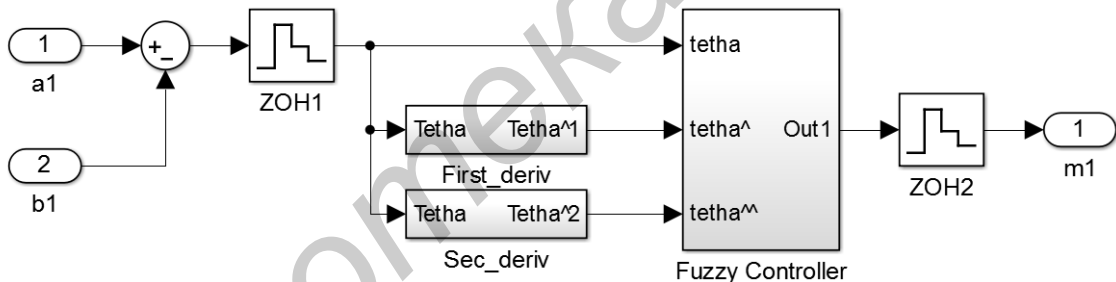 1
a1
+
−
ZOH1
2
b1
Tetha Tetha^1
First_deriv
Tetha Tetha^2
Sec_deriv
tetha
tetha^ Out1
tetha^^
Fuzzy Controller
ZOH2
1
m1